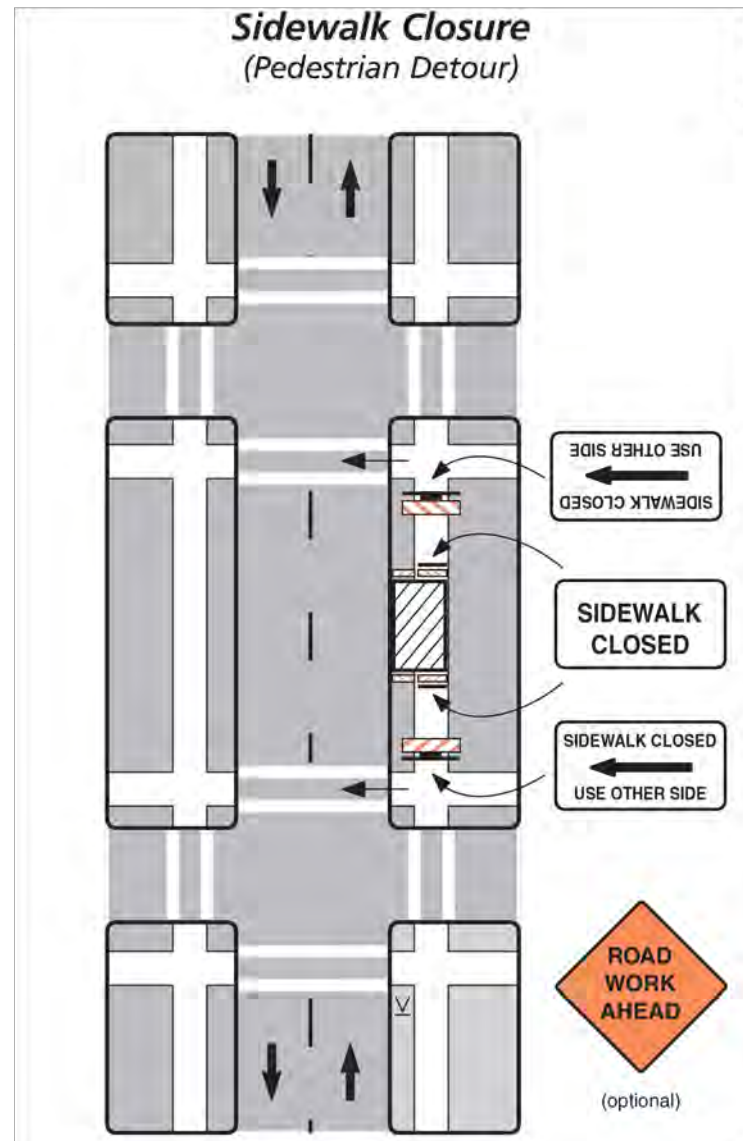 Sidewalk Closure
(Pedestrian Detour)
USE OTHER SIDE
SIDEWALK CLOSED
SIDEWALK
CLOSED
SIDEWALK CLOSED
USE OTHER SIDE
ROAD
WORK
AHEAD
(optional)